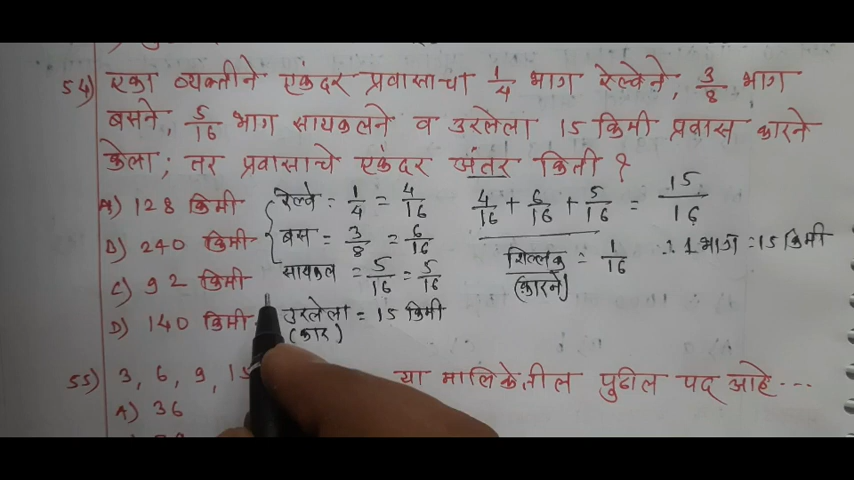 54) एका व्यक्तीने एकंदर प्रवासाचा 1/4 भाग रेल्वेने, 3/8 भाग
बसने, 5/16 भाग सायकलने व उरलेला 15 किमी प्रवास कारने
केला; तर प्रवासाचे एकंदर अंतर किती ?
A) 128 किमी
B) 240 किमी
C) 92 किमी
D) 140 किमी
रेल्वे = 1/4 = 4/16
बस = 3/8 = 6/16
सायकल = 5/16 = 5/16
उरलेला = 15 किमी
(कार)
4/16 + 6/16 + 5/16 = 15/16
शिल्लक = 1/16
(कारने)
∴ 1 भाग = 15 किमी
55) 3, 6, 9, 15 या मालिकेतील पुढील पद आहे ...
A) 36